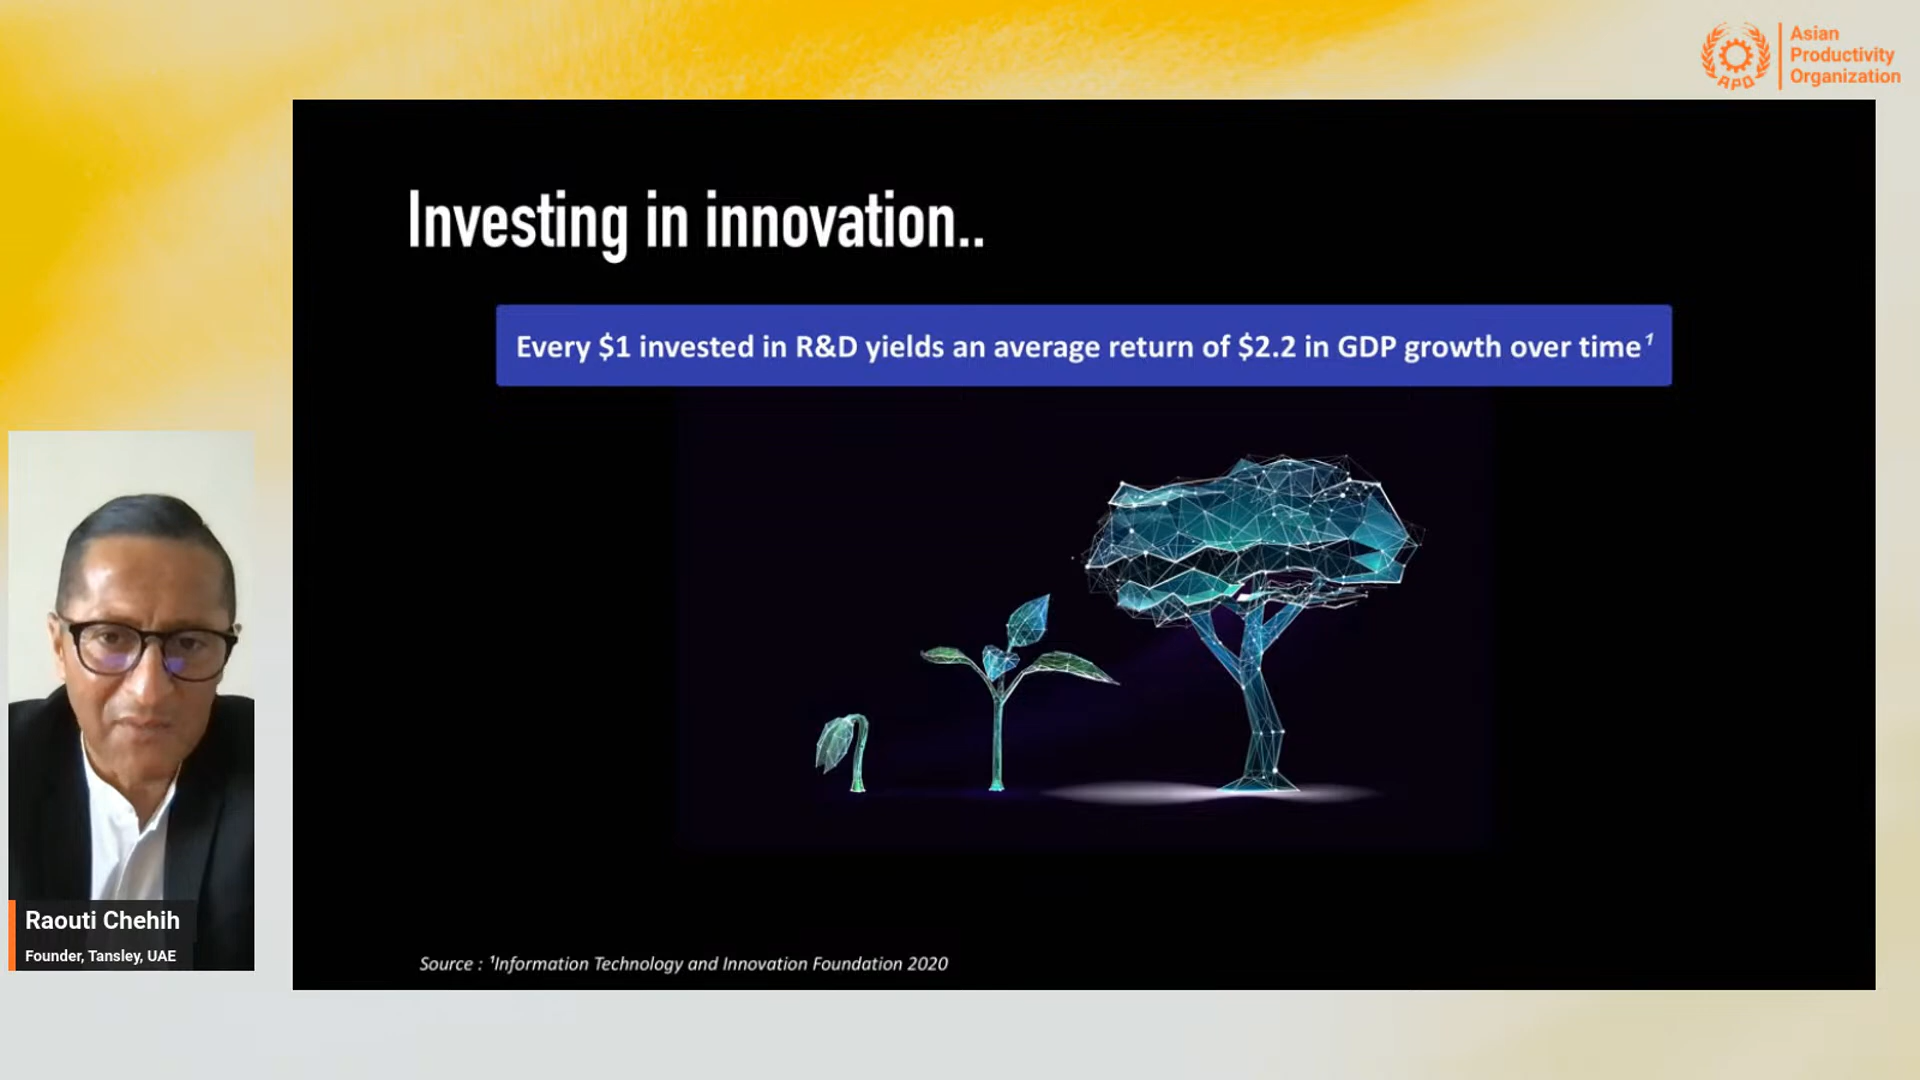 APO
Asian
Productivity
Organization
Investing in innovation..
Every $1 invested in R&D yields an average return of $2.2 in GDP growth over time¹
Raouti Chehih
Founder, Tansley, UAE
Source : ¹Information Technology and Innovation Foundation 2020